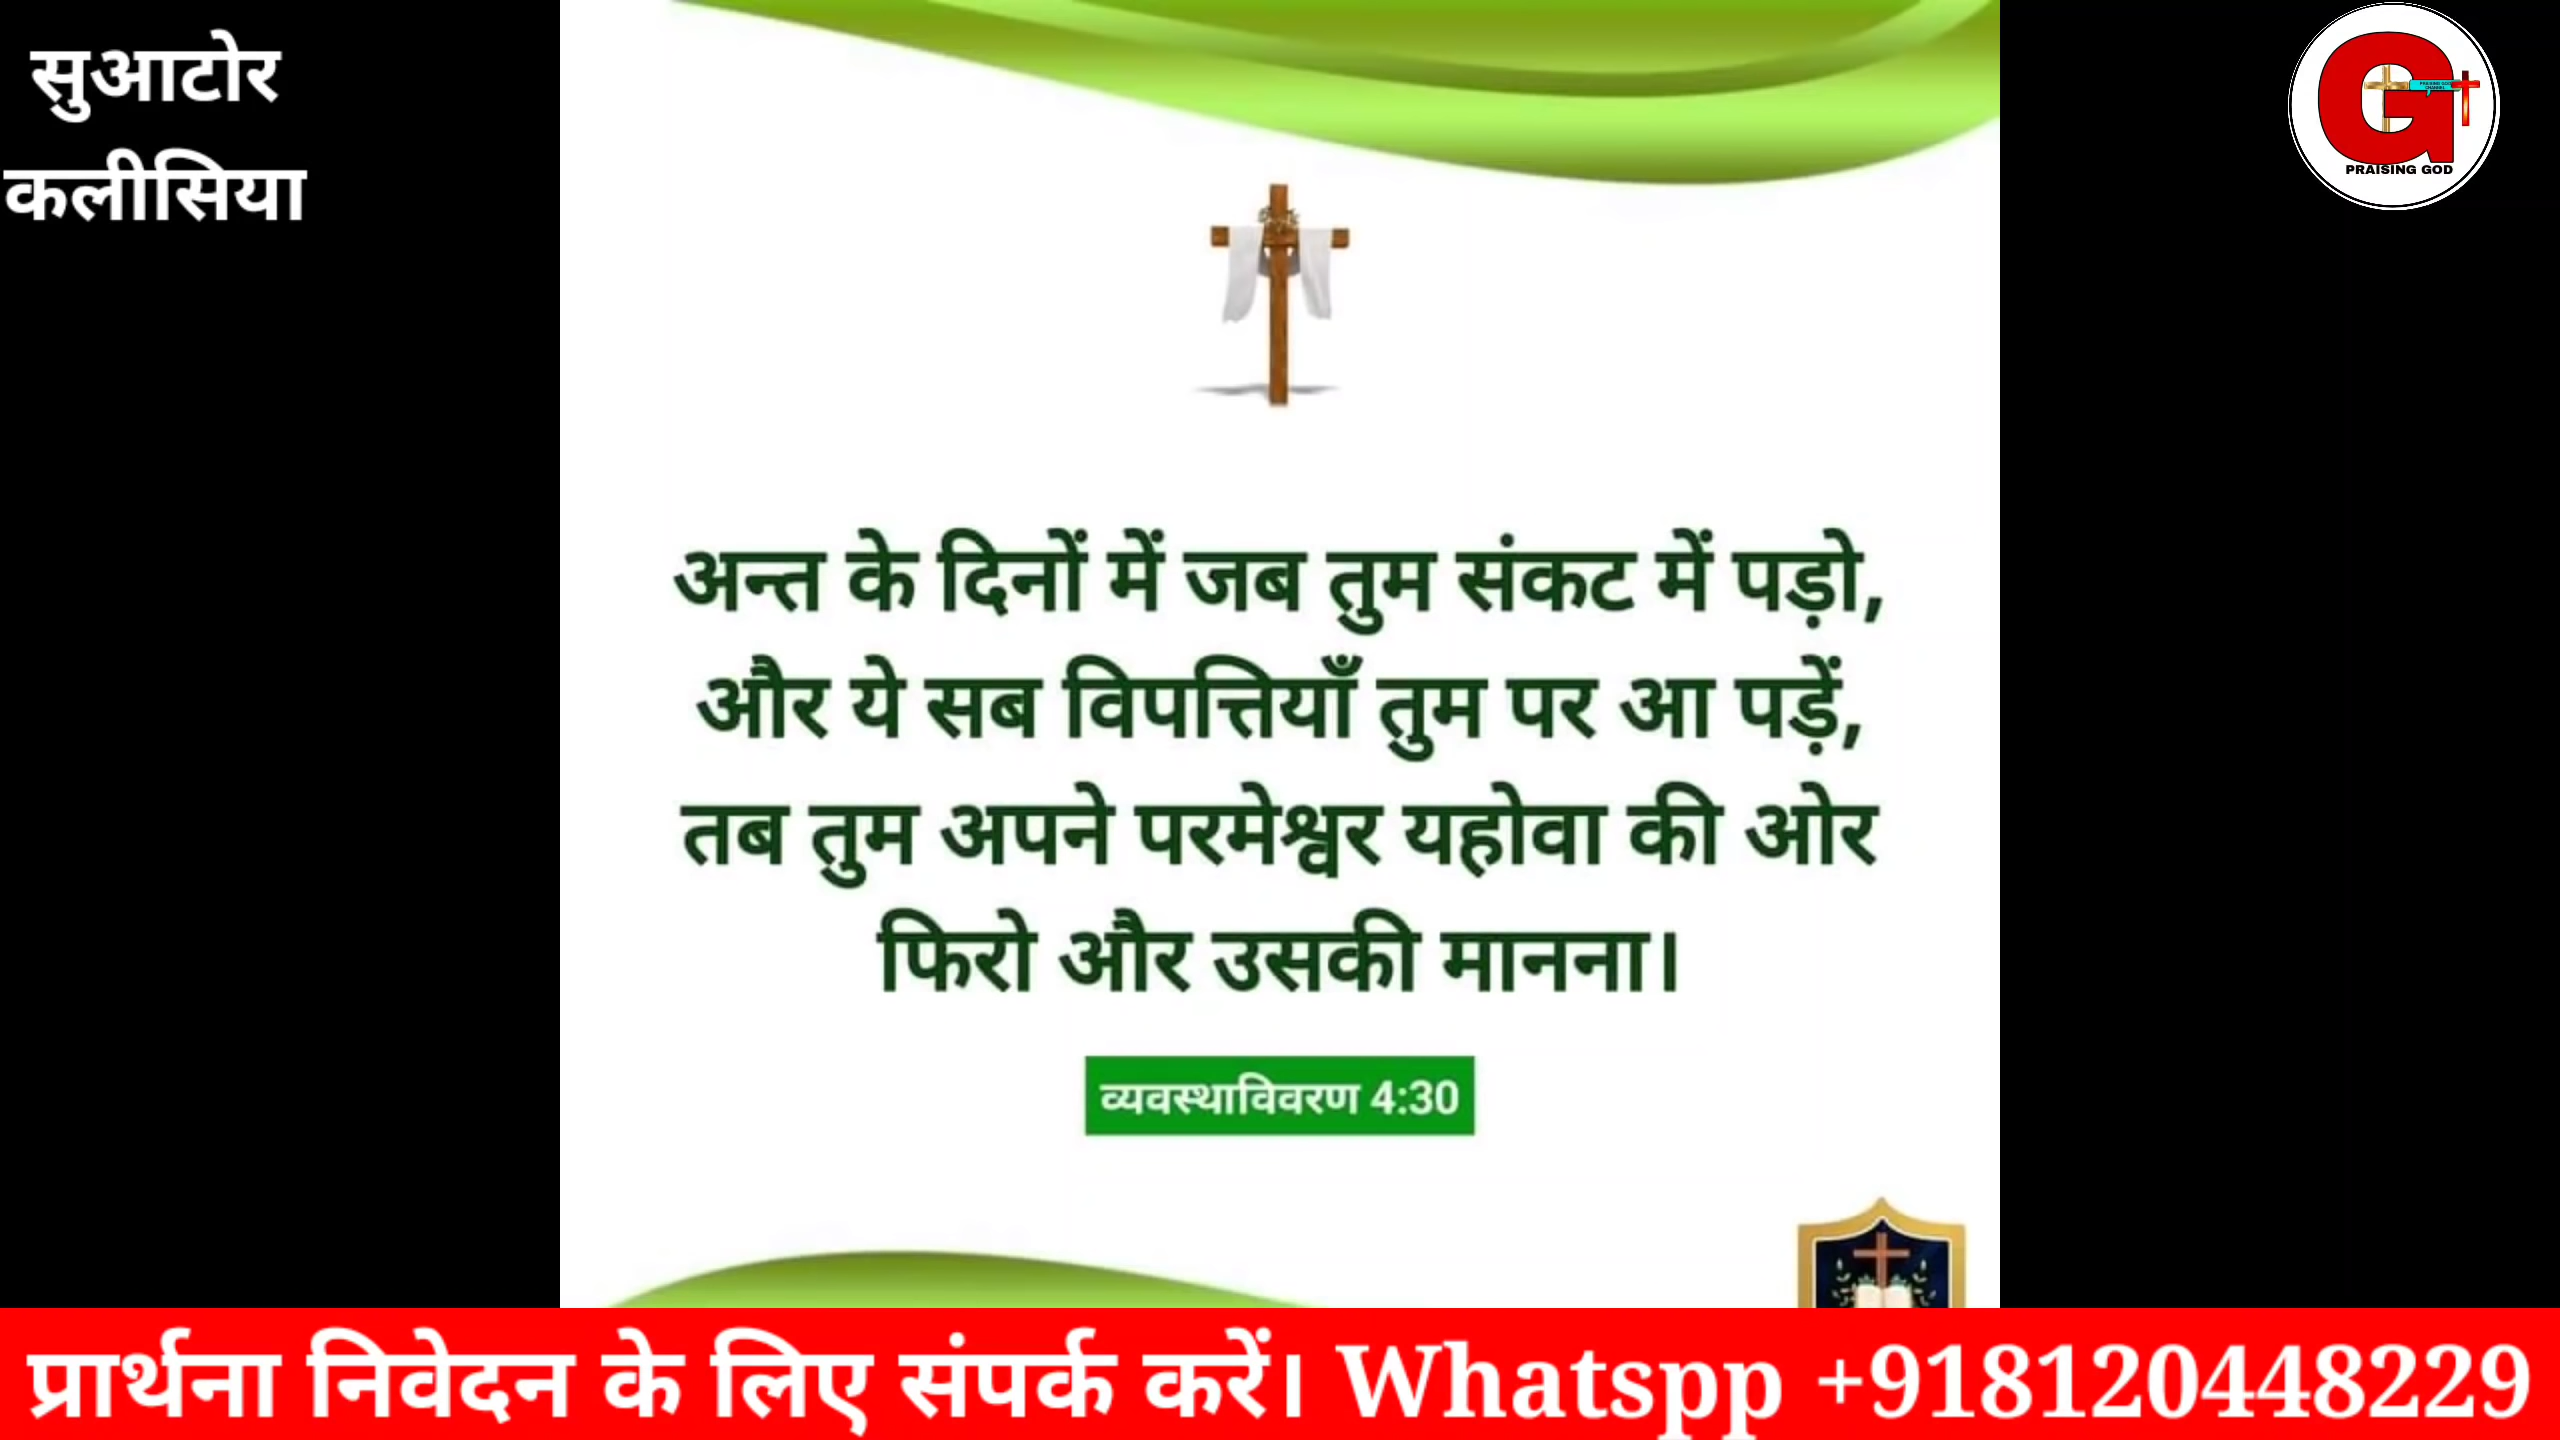 सुआटोर
कलीसिया
PRAISING GOD
अन्त के दिनों में जब तुम संकट में पड़ो,
और ये सब विपत्तियाँ तुम पर आ पड़ें,
तब तुम अपने परमेश्वर यहोवा की ओर
फिरो और उसकी मानना।
व्यवस्थाविवरण 4:30
प्रार्थना निवेदन के लिए संपर्क करें। Whatspp +918120448229